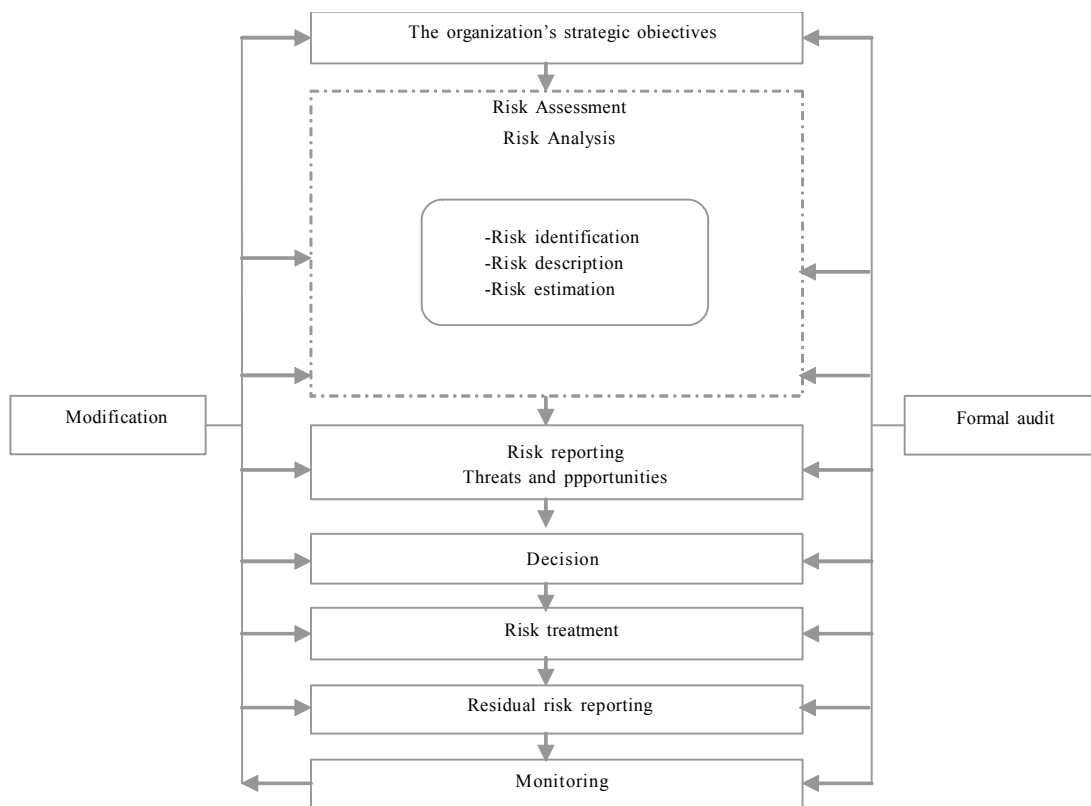 The organization’s strategic objectives
Risk Assessment
Risk Analysis
-Risk identification
-Risk description
-Risk estimation
Modification
Formal audit
Risk reporting
Threats and ppportunities
Decision
Risk treatment
Residual risk reporting
Monitoring